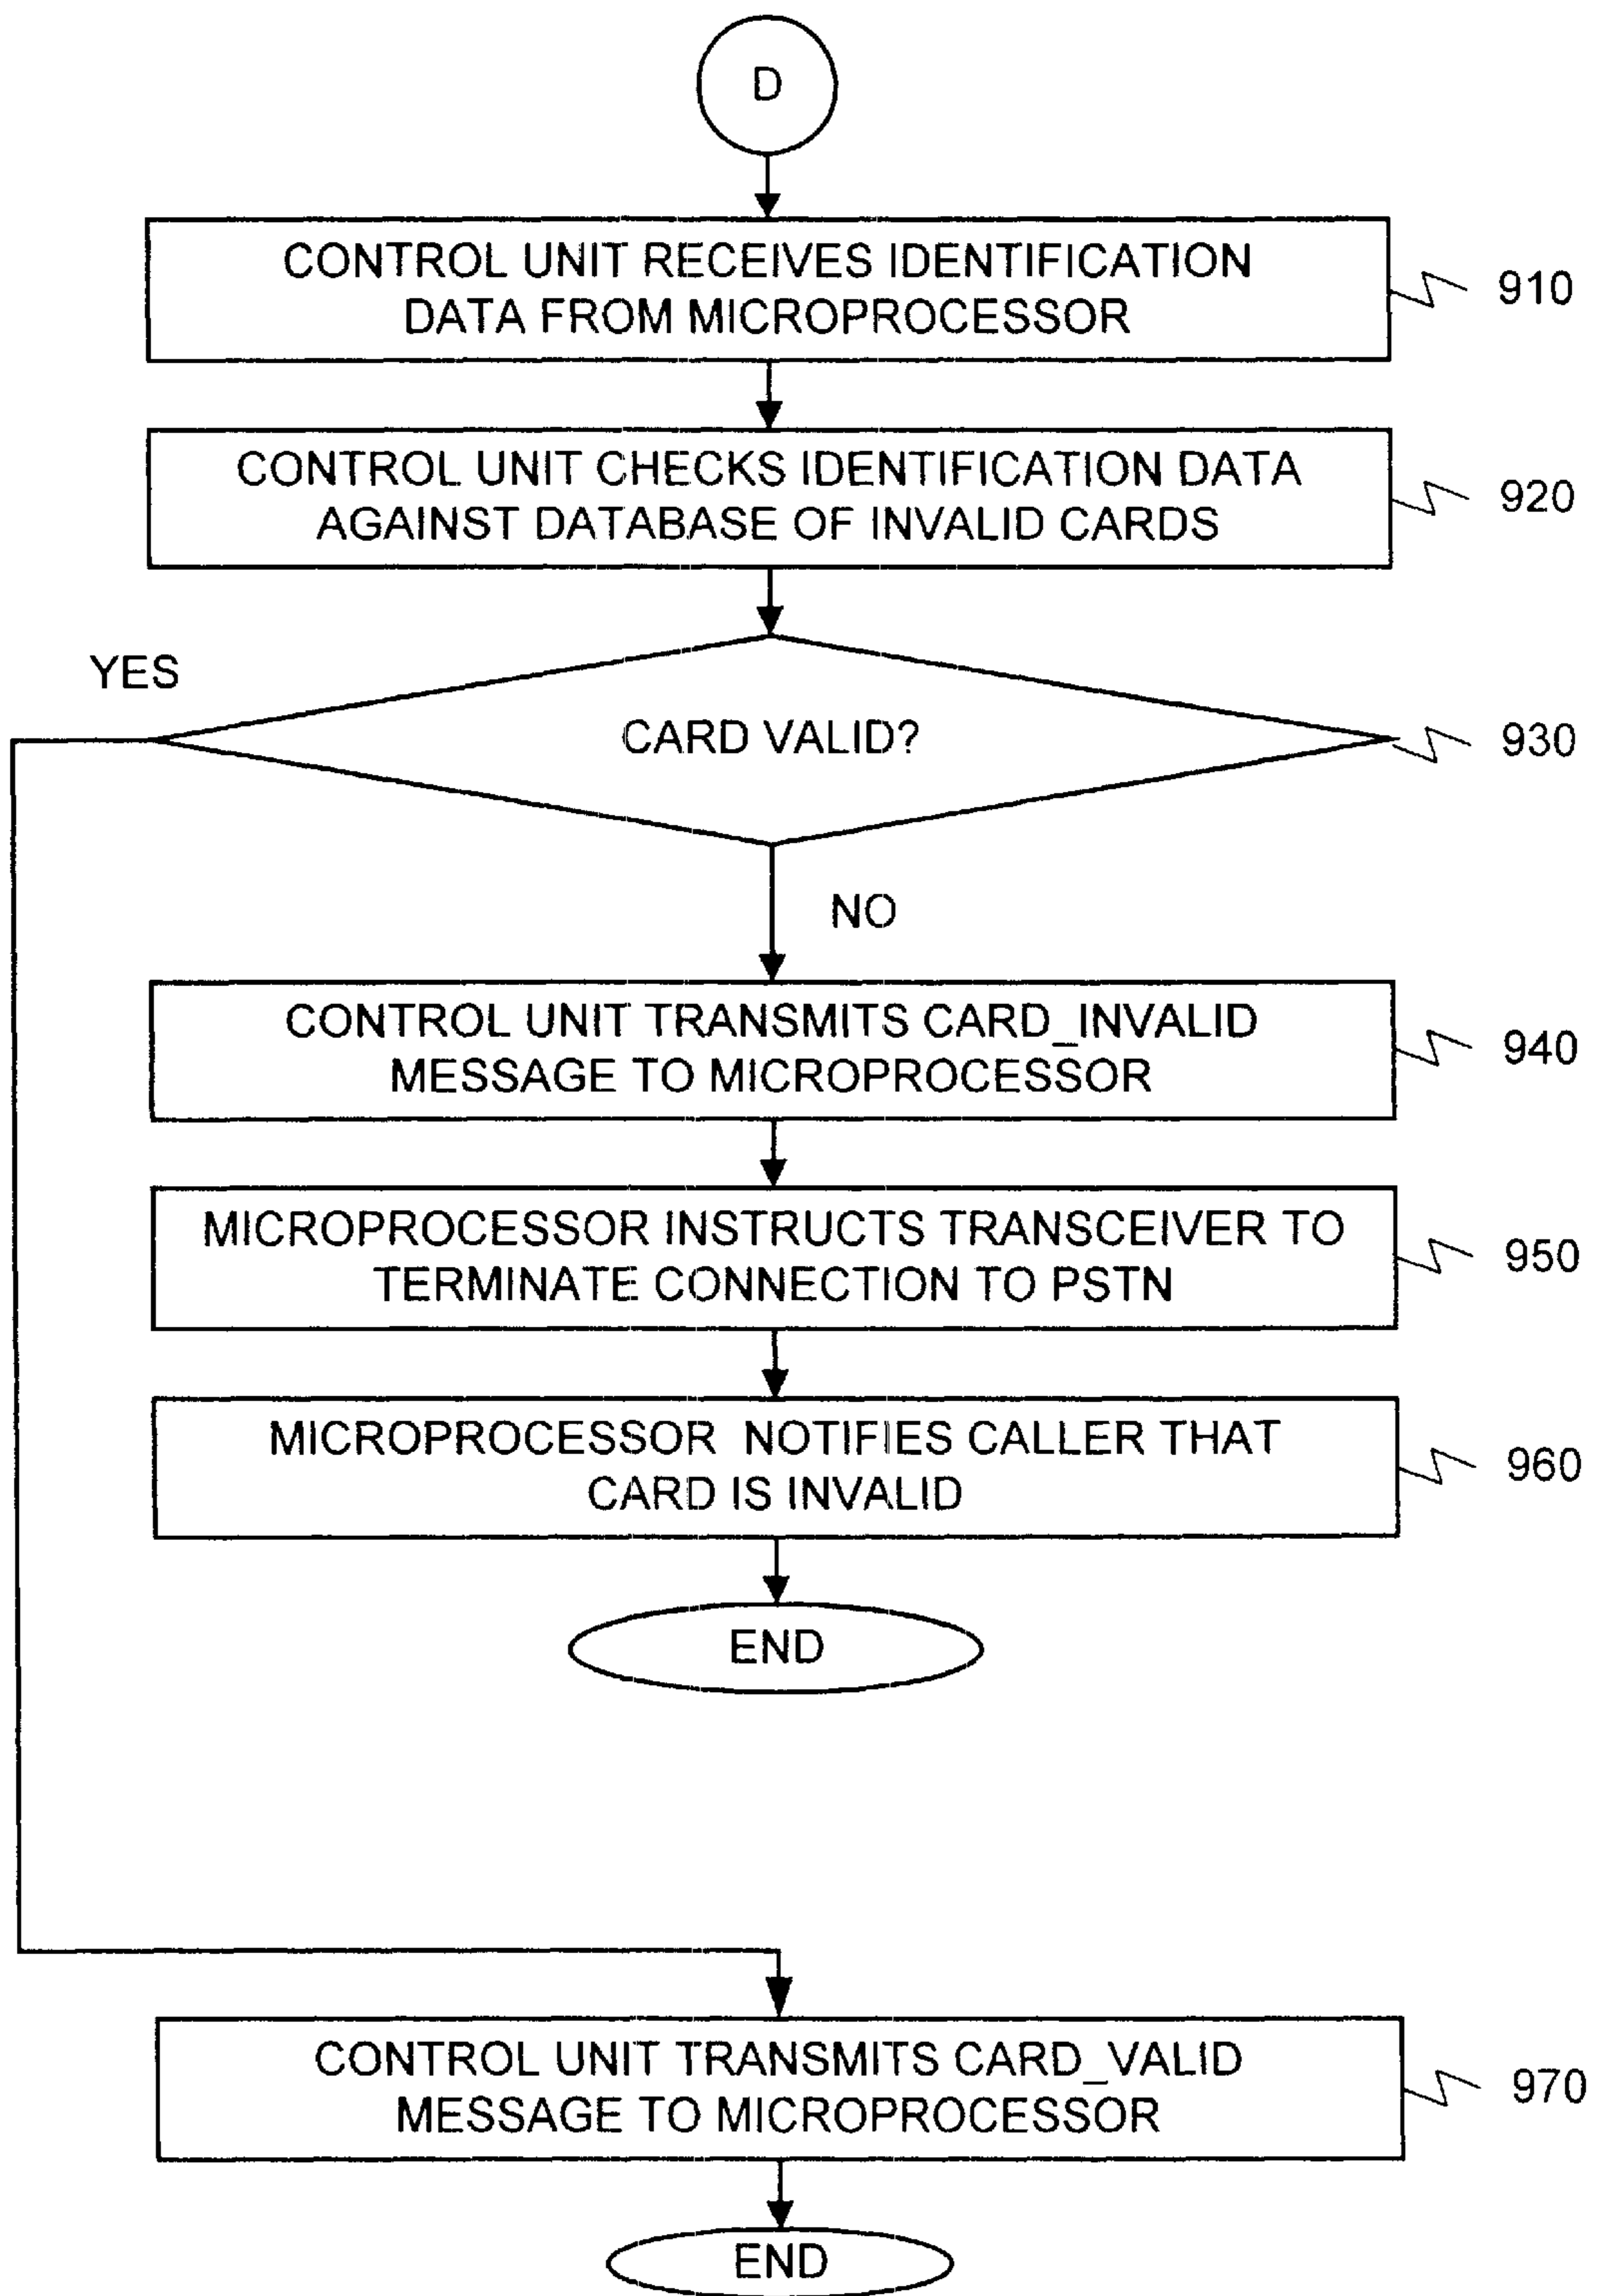 D
CONTROL UNIT RECEIVES IDENTIFICATION
DATA FROM MICROPROCESSOR
910
CONTROL UNIT CHECKS IDENTIFICATION DATA
AGAINST DATABASE OF INVALID CARDS
920
YES
CARD VALID?
930
NO
CONTROL UNIT TRANSMITS CARD_INVALID
MESSAGE TO MICROPROCESSOR
940
MICROPROCESSOR INSTRUCTS TRANSCEIVER TO
TERMINATE CONNECTION TO PSTN
950
MICROPROCESSOR NOTIFIES CALLER THAT
CARD IS INVALID
960
END
CONTROL UNIT TRANSMITS CARD_VALID
MESSAGE TO MICROPROCESSOR
970
END